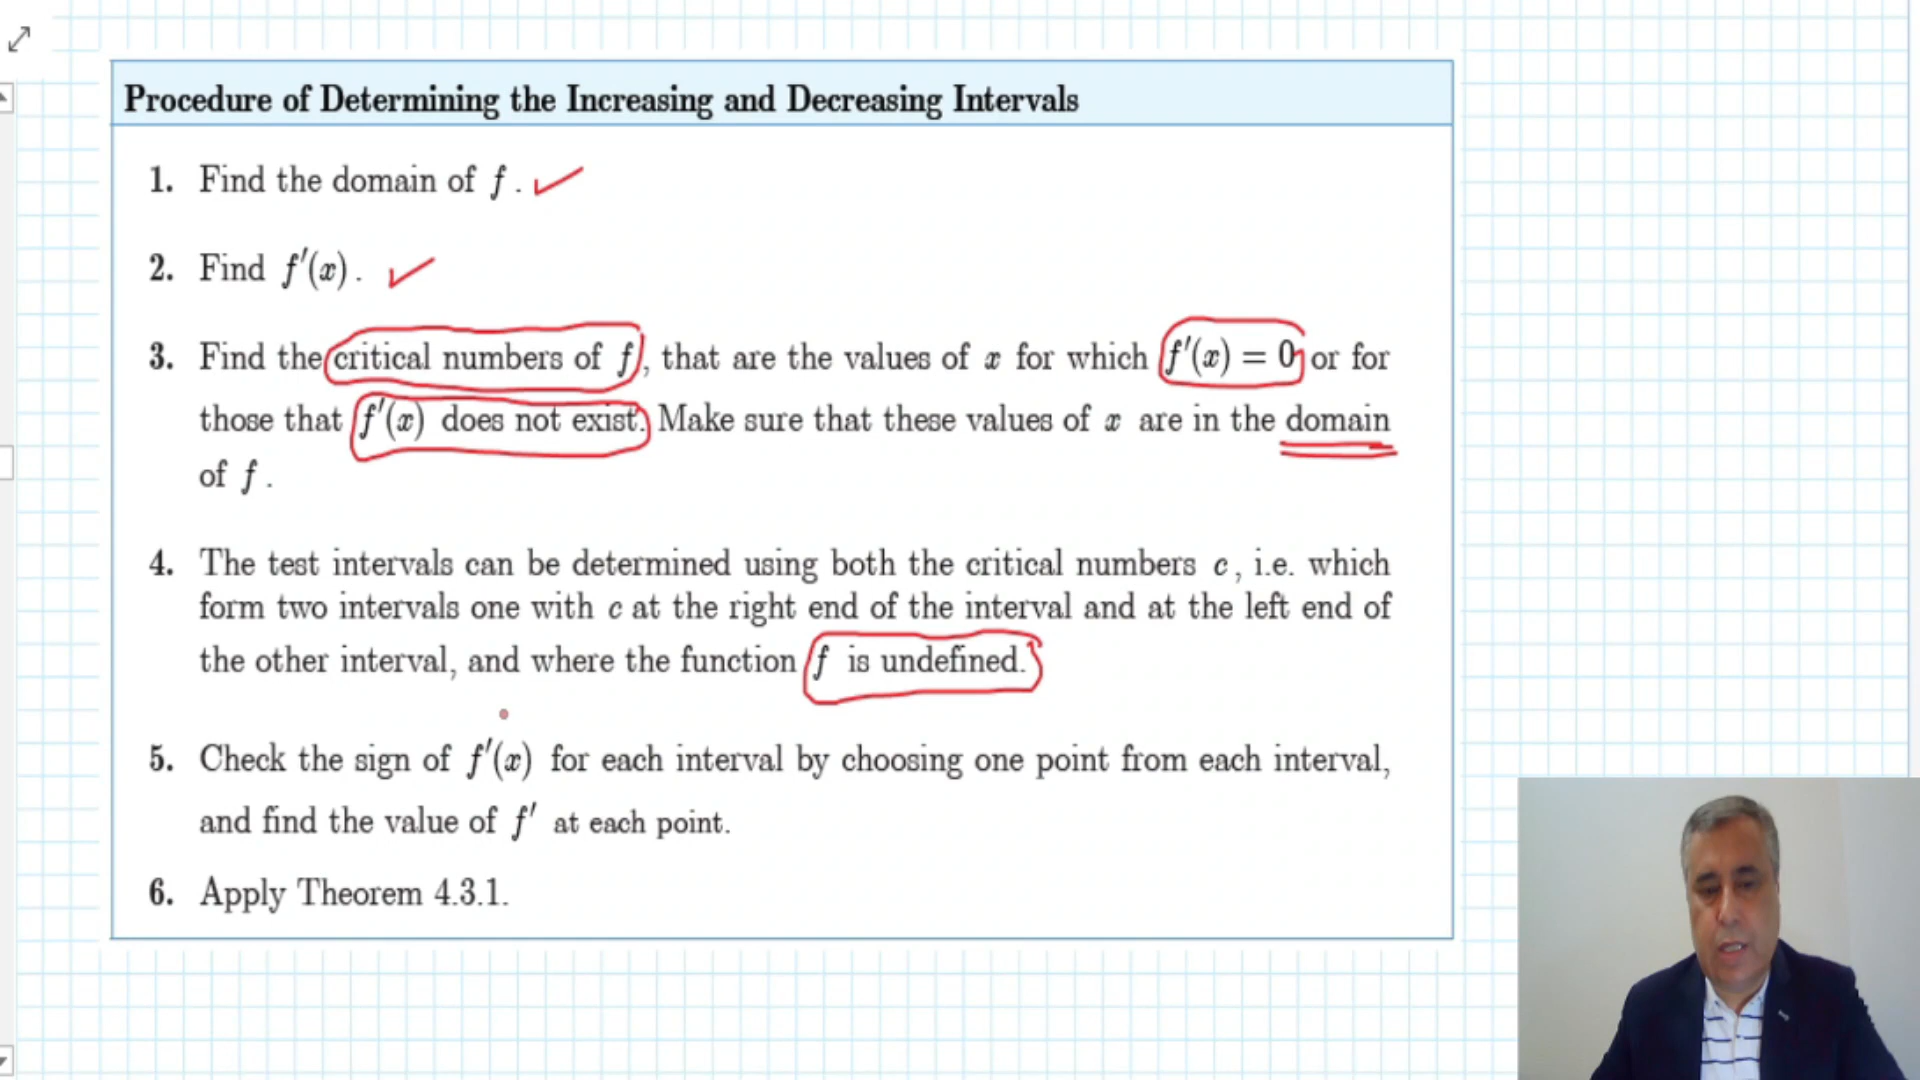 Procedure of Determining the Increasing and Decreasing Intervals
1. Find the domain of f.
2. Find f′(x).
3. Find the critical numbers of f, that are the values of x for which f′(x) = 0 or for
those that f′(x) does not exist. Make sure that these values of x are in the domain
of f.
4. The test intervals can be determined using both the critical numbers c, i.e. which
form two intervals one with c at the right end of the interval and at the left end of
the other interval, and where the function f is undefined.
5. Check the sign of f′(x) for each interval by choosing one point from each interval,
and find the value of f′ at each point.
6. Apply Theorem 4.3.1.